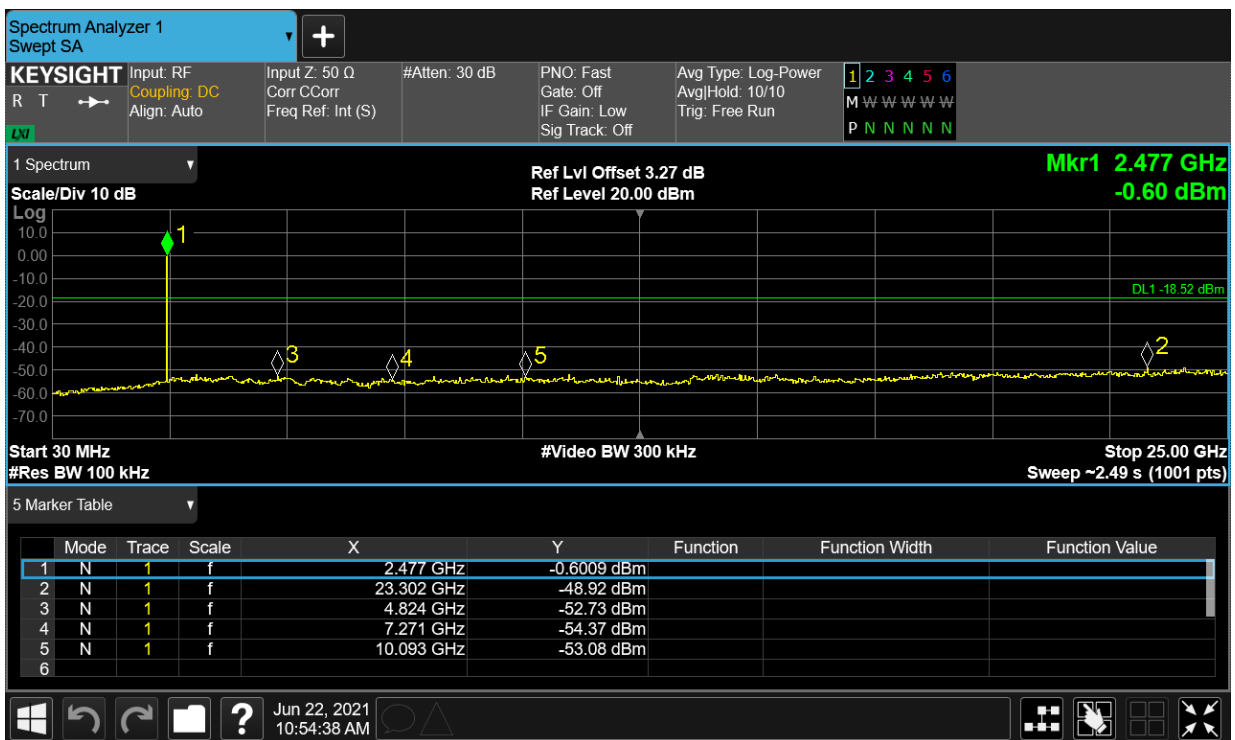 Spectrum Analyzer 1
Swept SA
+
KEYSIGHT
R T
LXI
Input: RF
Coupling: DC
Align: Auto
Input Z: 50 Ω
Corr CCorr
Freq Ref: Int (S)
#Atten: 30 dB
PNO: Fast
Gate: Off
IF Gain: Low
Sig Track: Off
Avg Type: Log-Power
Avg|Hold: 10/10
Trig: Free Run
1 2 3 4 5 6
M W W W W W
P N N N N N
1 Spectrum
Scale/Div 10 dB
Ref Lvl Offset 3.27 dB
Ref Level 20.00 dBm
Mkr1 2.477 GHz
-0.60 dBm
Log
10.0
0.00
-10.0
-20.0
-30.0
-40.0
-50.0
-60.0
-70.0
1
DL1 -18.52 dBm
3
4
5
2
Start 30 MHz
#Res BW 100 kHz
#Video BW 300 kHz
Stop 25.00 GHz
Sweep ~2.49 s (1001 pts)
5 Marker Table
Mode Trace Scale X Y Function Function Width Function Value
1 N 1 f 2.477 GHz -0.6009 dBm
2 N 1 f 23.302 GHz -48.92 dBm
3 N 1 f 4.824 GHz -52.73 dBm
4 N 1 f 7.271 GHz -54.37 dBm
5 N 1 f 10.093 GHz -53.08 dBm
6
?
Jun 22, 2021
10:54:38 AM